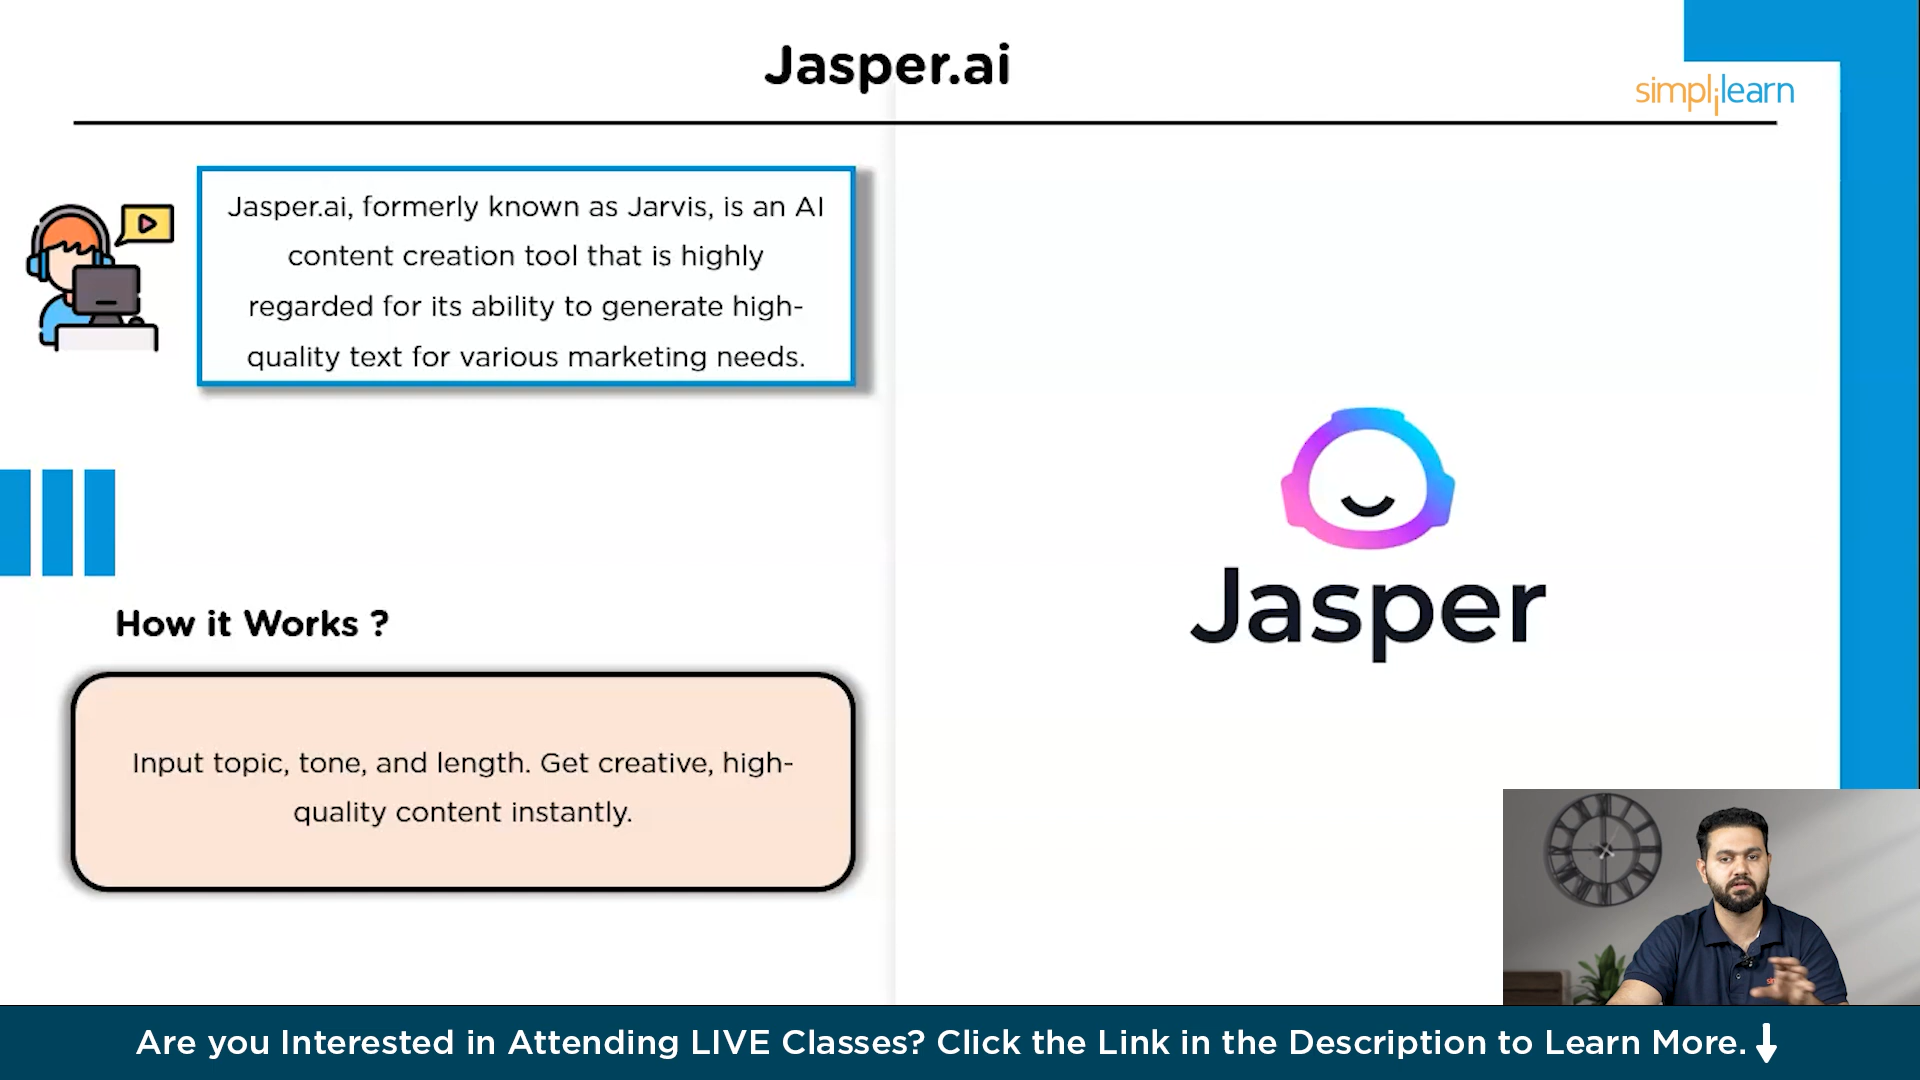 Jasper.ai
simplilearn
Jasper.ai, formerly known as Jarvis, is an AI
content creation tool that is highly
regarded for its ability to generate high-
quality text for various marketing needs.
Jasper
How it Works ?
Input topic, tone, and length. Get creative, high-
quality content instantly.
Are you Interested in Attending LIVE Classes? Click the Link in the Description to Learn More.